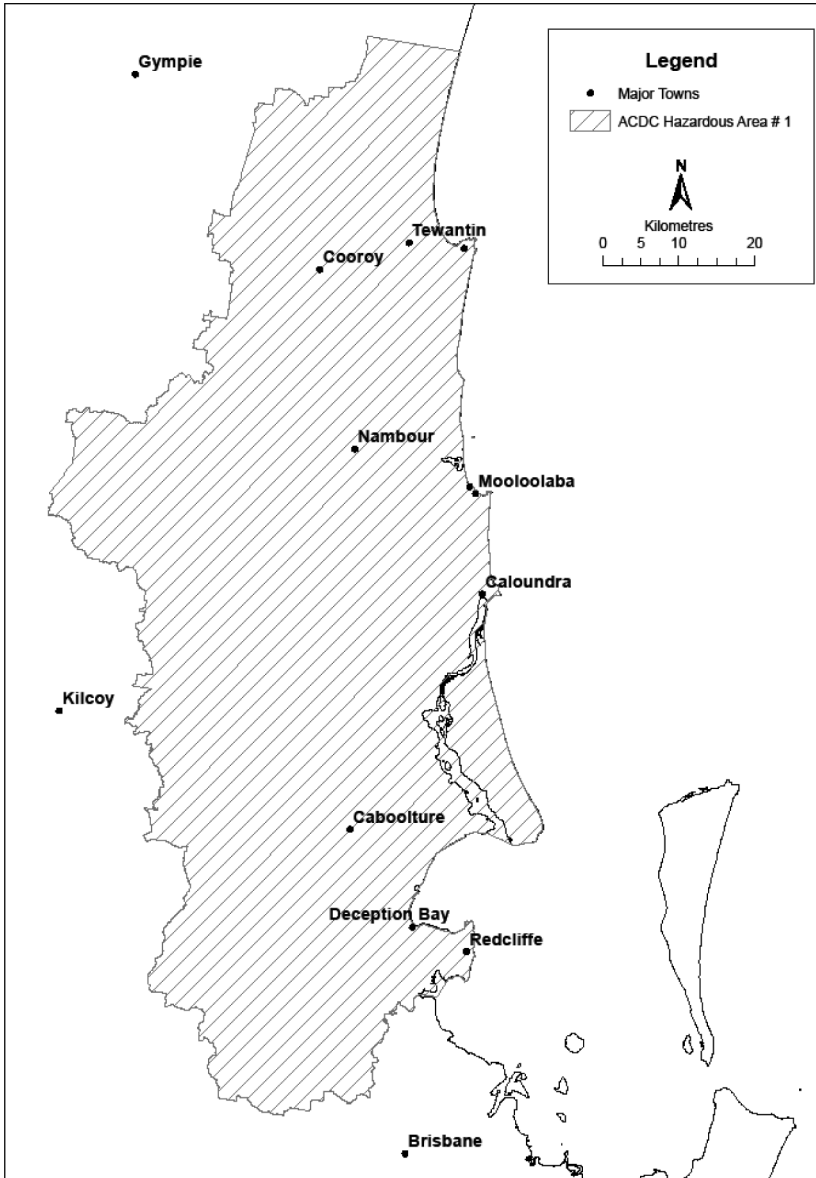 Gympie
Legend
Major Towns
ACDC Hazardous Area # 1
N
Kilometres
0 5 10 20
Tewantin
Cooroy
Nambour
Mooloolaba
Caloundra
Kilcoy
Caboolture
Deception Bay
Redcliffe
Brisbane